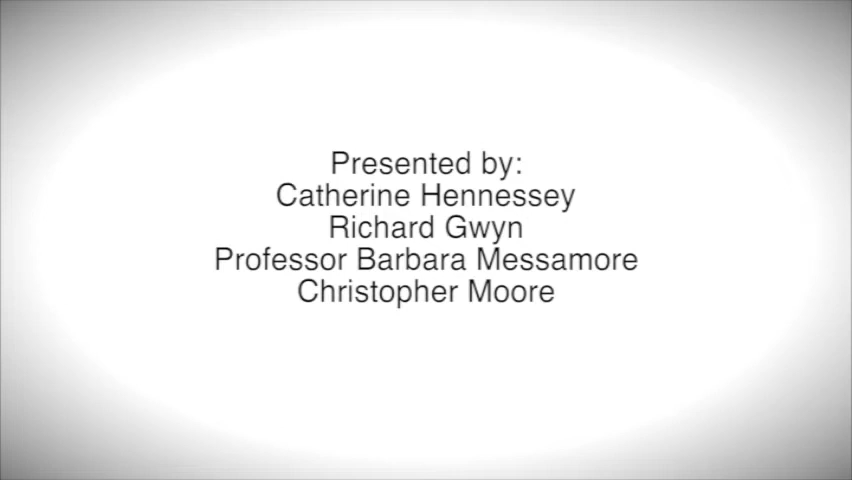 Presented by:
Catherine Hennessey
Richard Gwyn
Professor Barbara Messamore
Christopher Moore